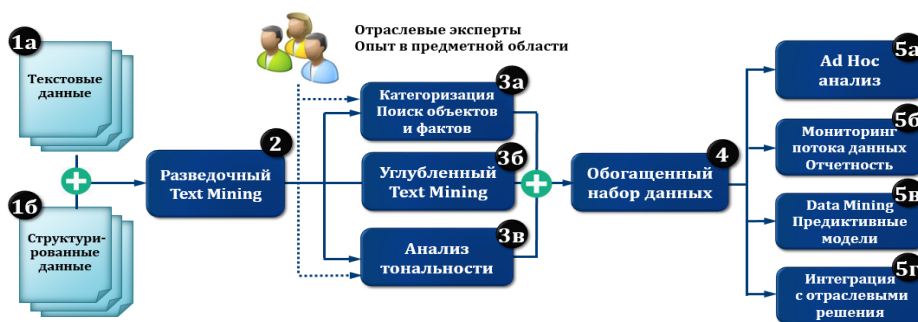 1а
Текстовые
данные
1б
Структури-
рованные
данные
2
Разведочный
Text Mining
Отраслевые эксперты
Опыт в предметной области
3а
Категоризация
Поиск объектов
и фактов
3б
Углубленный
Text Mining
3в
Анализ
тональности
4
Обогащенный
набор данных
5а
Ad Hoc
анализ
5б
Мониторинг
потока данных
Отчетность
5в
Data Mining
Предиктивные
модели
5г
Интеграция
с отраслевыми
решения